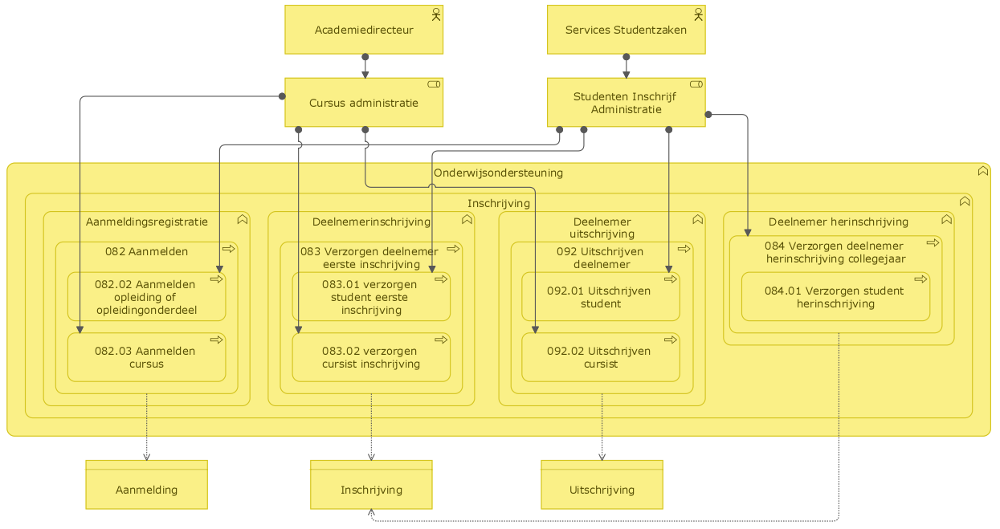 Academiedirecteur
Services Studentzaken
Cursus administratie
Studenten Inschrijf
Administratie
Onderwijsondersteuning
Inschrijving
Aanmeldingsregistratie
082 Aanmelden
082.02 Aanmelden
opleiding of
opleidingonderdeel
082.03 Aanmelden
cursus
Deelnemerinschrijving
083 Verzorgen deelnemer
eerste inschrijving
083.01 verzorgen
student eerste
inschrijving
083.02 verzorgen
cursist inschrijving
Deelnemer
uitschrijving
092 Uitschrijven
deelnemer
092.01 Uitschrijven
student
092.02 Uitschrijven
cursist
Deelnemer herinschrijving
084 Verzorgen deelnemer
herinschrijving collegejaar
084.01 Verzorgen student
herinschrijving
Aanmelding
Inschrijving
Uitschrijving